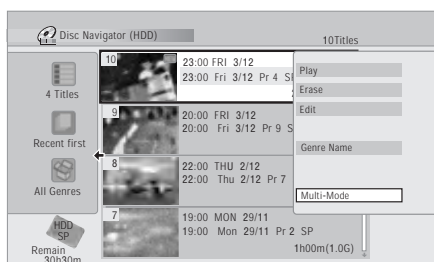 Disc Navigator (HDD)
10Titles
4 Titles
Recent first
All Genres
HDD
SP
Remain
30h30m
10
23:00 FRI 3/12
23:00 Fri 3/12 Pr 4
9
20:00 FRI 3/12
20:00 Fri 3/12 Pr 9 S
8
22:00 THU 2/12
22:00 Thu 2/12 Pr 7
7
19:00 MON 29/11
19:00 Mon 29/11 Pr 2 SP
1h00m(1.0G)
Play
Erase
Edit
Genre Name
Multi-Mode